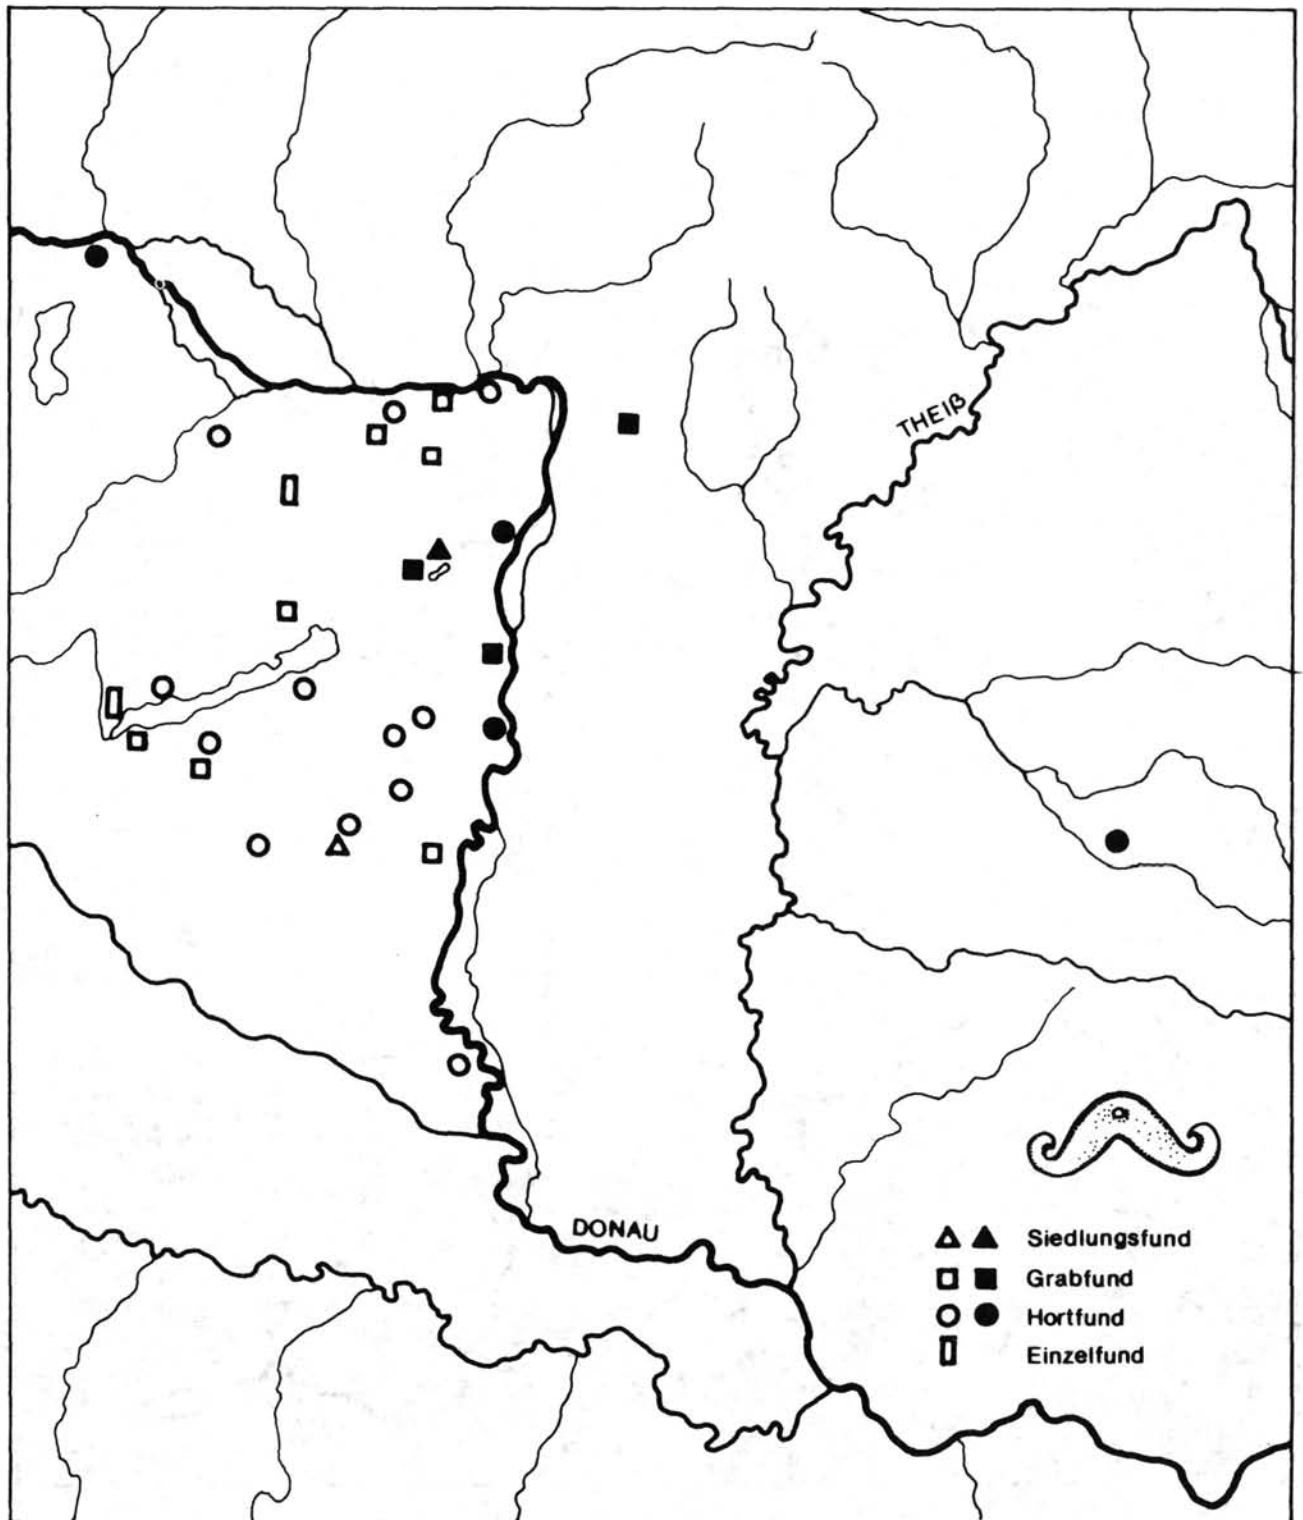 THEIß
DONAU
Siedlungsfund
Grabfund
Hortfund
Einzelfund